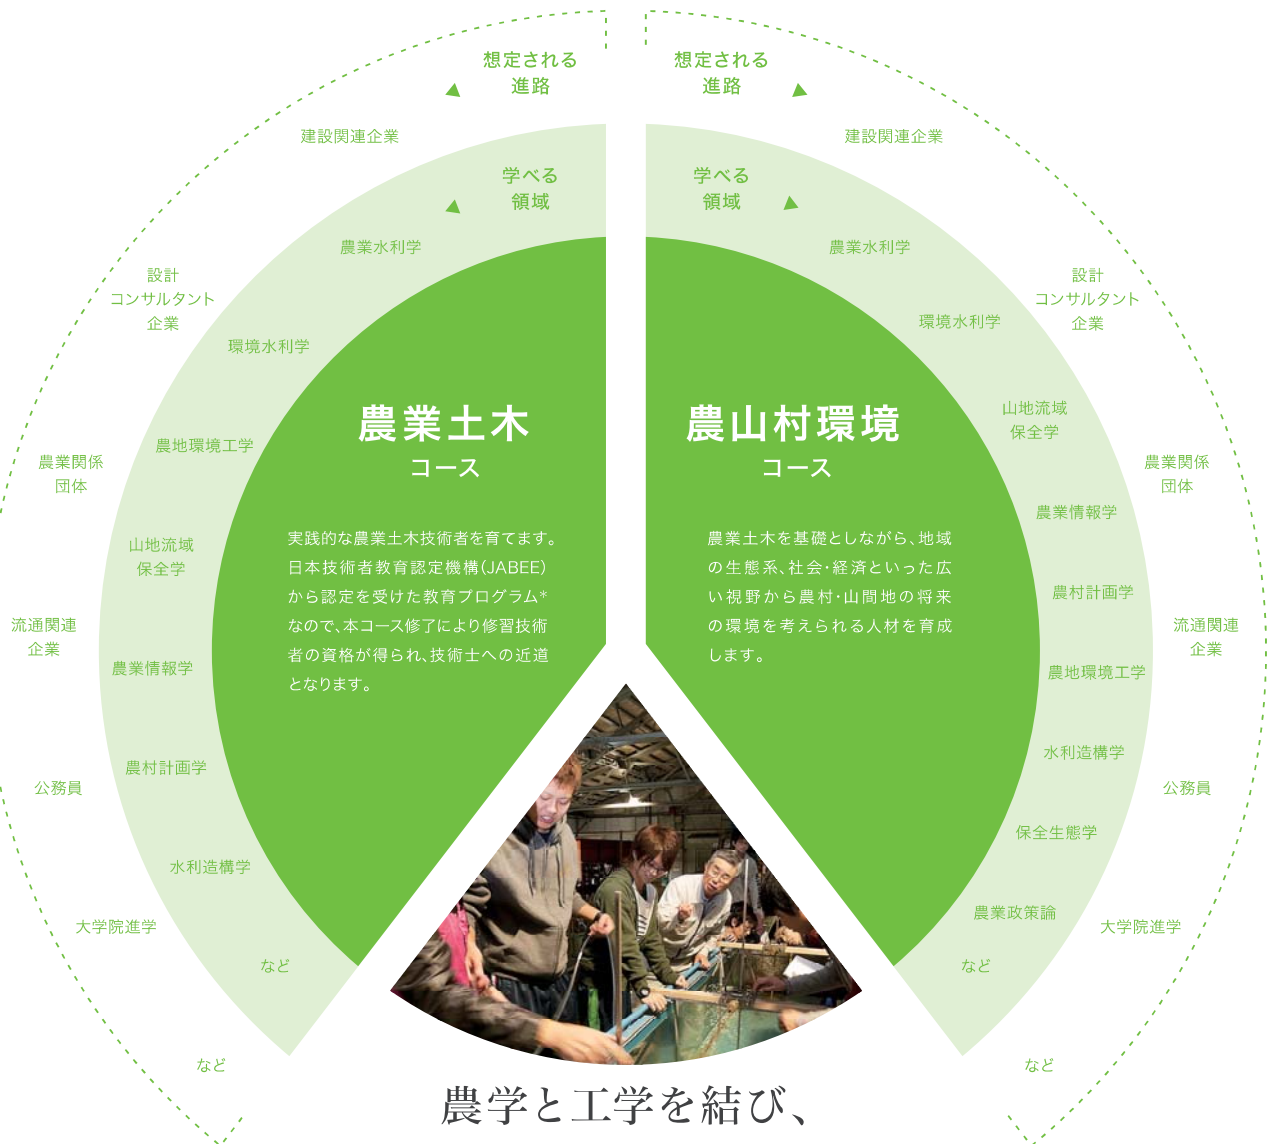 想定される
進路
建設関連企業
学べる
領域
農業水利学
設計
コンサルタント
企業
環境水利学
農業土木
コース
農地環境工学
農業関係
団体
実践的な農業土木技術者を育てます。
日本技術者教育認定機構(JABEE)
から認定を受けた教育プログラム*
なので、本コース修了により修習技術
者の資格が得られ、技術士への近道
となります。
山地流域
保全学
流通関連
企業
農業情報学
農村計画学
公務員
水利造構学
大学院進学
など
など
想定される
進路
建設関連企業
学べる
領域
農業水利学
設計
コンサルタント
企業
環境水利学
農山村環境
コース
山地流域
保全学
農業関係
団体
農業情報学
農業土木を基礎としながら、地域
の生態系、社会・経済といった広
い視野から農村・山間地の将来
の環境を考えられる人材を育成
します。
農村計画学
流通関連
企業
農地環境工学
水利造構学
公務員
保全生態学
農業政策論
大学院進学
など
など
農学と工学を結び、